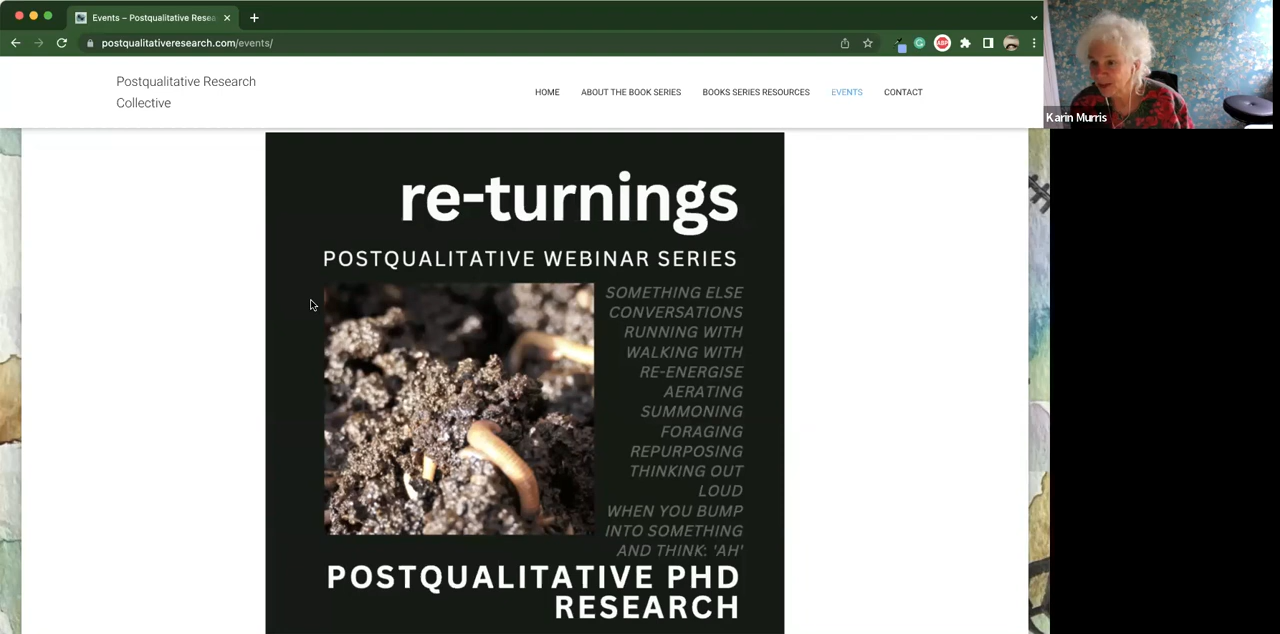 Events – Postqualitative Resea
postqualitativeresearch.com/events/
ABP
Postqualitative Research
Collective
HOME
ABOUT THE BOOK SERIES
BOOKS SERIES RESOURCES
EVENTS
CONTACT
Karin Murris
re-turnings
POSTQUALITATIVE WEBINAR SERIES
SOMETHING ELSE
CONVERSATIONS
RUNNING WITH
WALKING WITH
RE-ENERGISE
AERATING
SUMMONING
FORAGING
REPURPOSING
THINKING OUT
LOUD
WHEN YOU BUMP
INTO SOMETHING
AND THINK: 'AH'
POSTQUALITATIVE PHD
RESEARCH